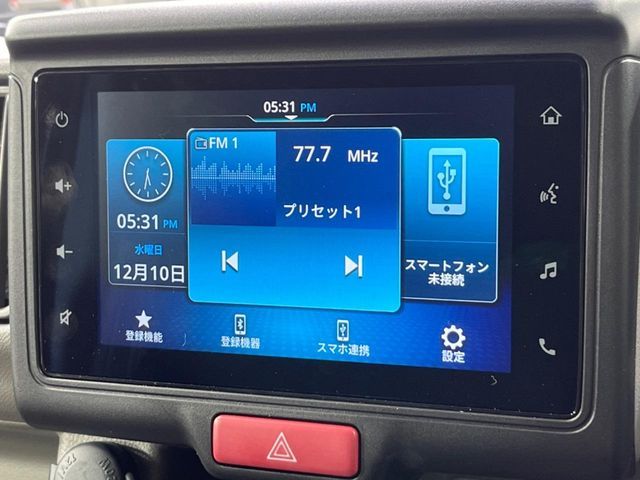 05:31 PM
FM 1
77.7 MHz
プリセット1
05:31 PM
水曜日
12月10日
スマートフォン
未接続
登録機能
登録機器
スマホ連携
設定